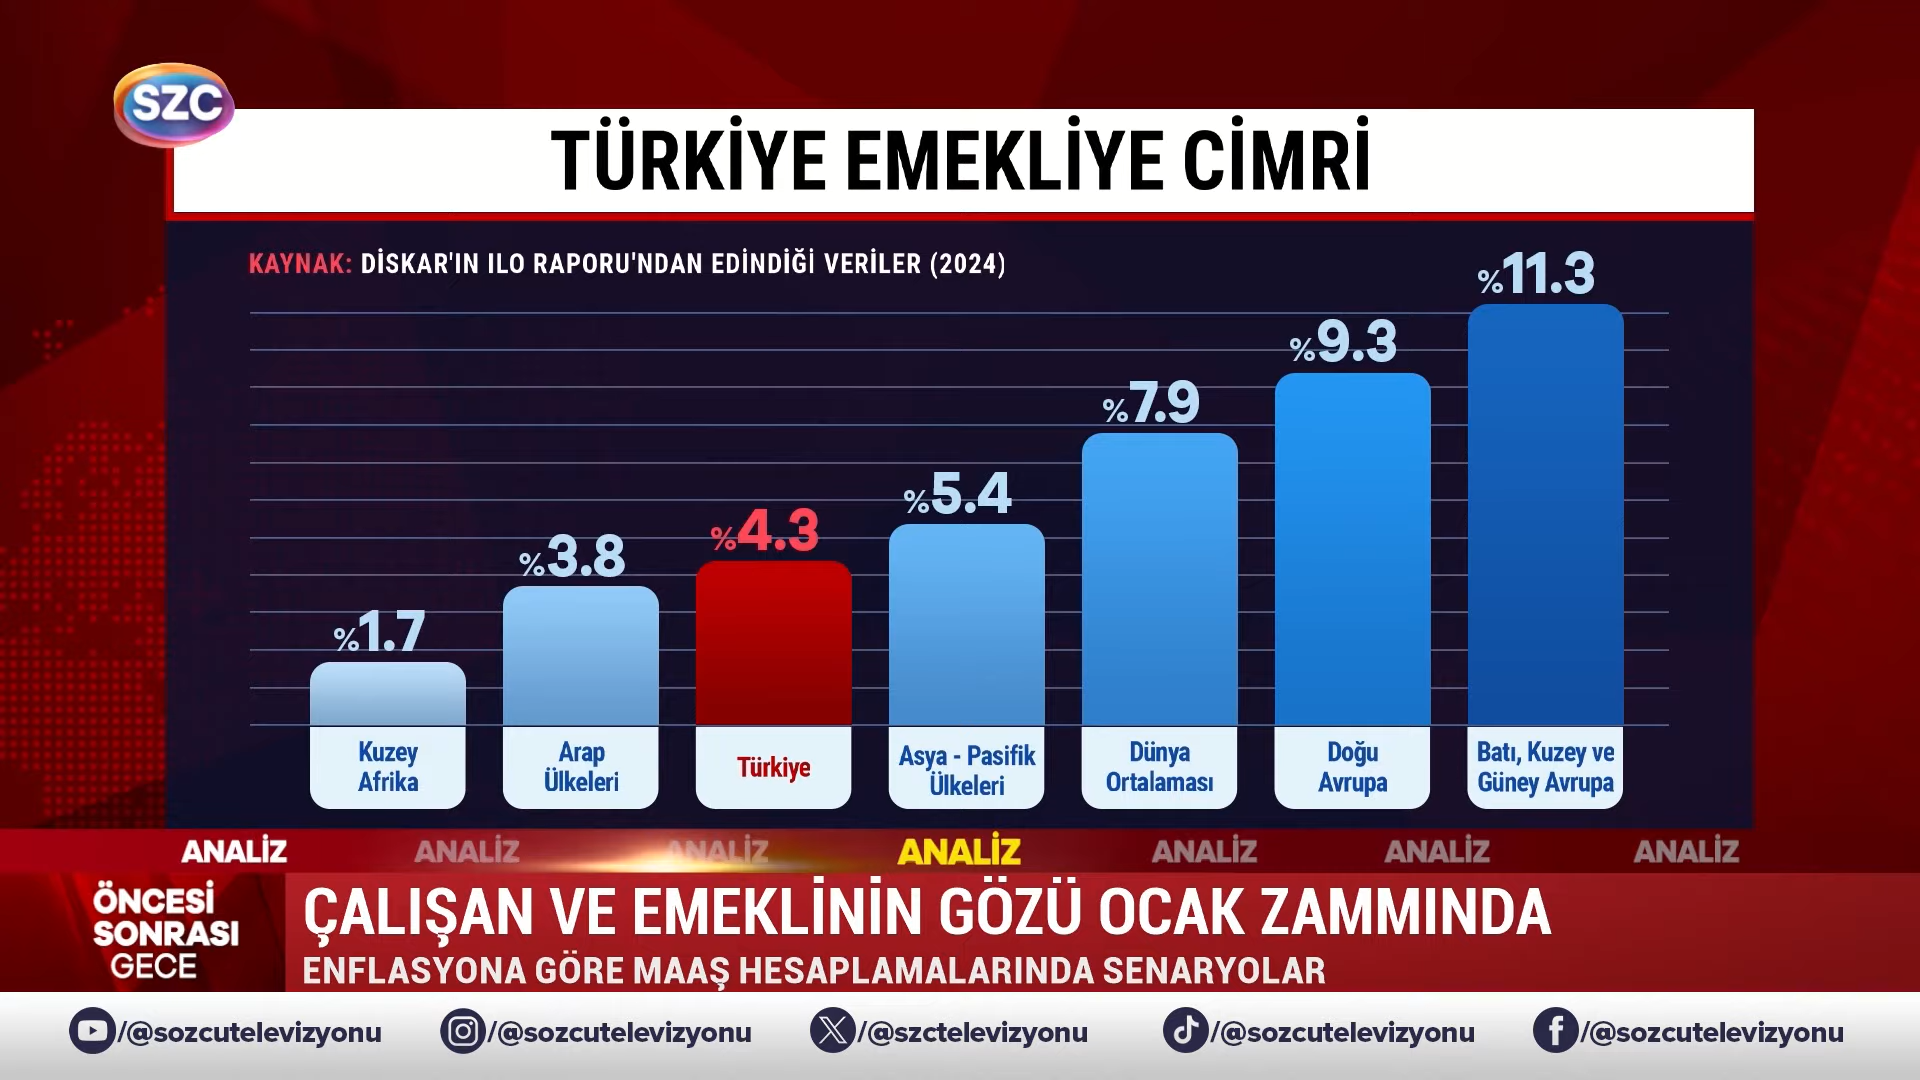 SZC
TÜRKİYE EMEKLİYE CİMRİ
KAYNAK: DİSKAR'IN ILO RAPORU'NDAN EDİNDİĞİ VERİLER (2024)
%1.7
%3.8
%4.3
%5.4
%7.9
%9.3
%11.3
Kuzey
Afrika
Arap
Ülkeleri
Türkiye
Asya - Pasifik
Ülkeleri
Dünya
Ortalaması
Doğu
Avrupa
Batı, Kuzey ve
Güney Avrupa
ANALİZ ANALİZ ANALİZ ANALİZ ANALİZ ANALİZ ANALİZ
ÖNCESİ
SONRASI
GECE
ÇALIŞAN VE EMEKLİNİN GÖZÜ OCAK ZAMMINDA
ENFLASYONA GÖRE MAAŞ HESAPLAMALARINDA SENARYOLAR
/@sozcutelevizyonu /@sozcutelevizyonu /@szctelevizyonu /@sozcutelevizyonu /@sozcutelevizyonu